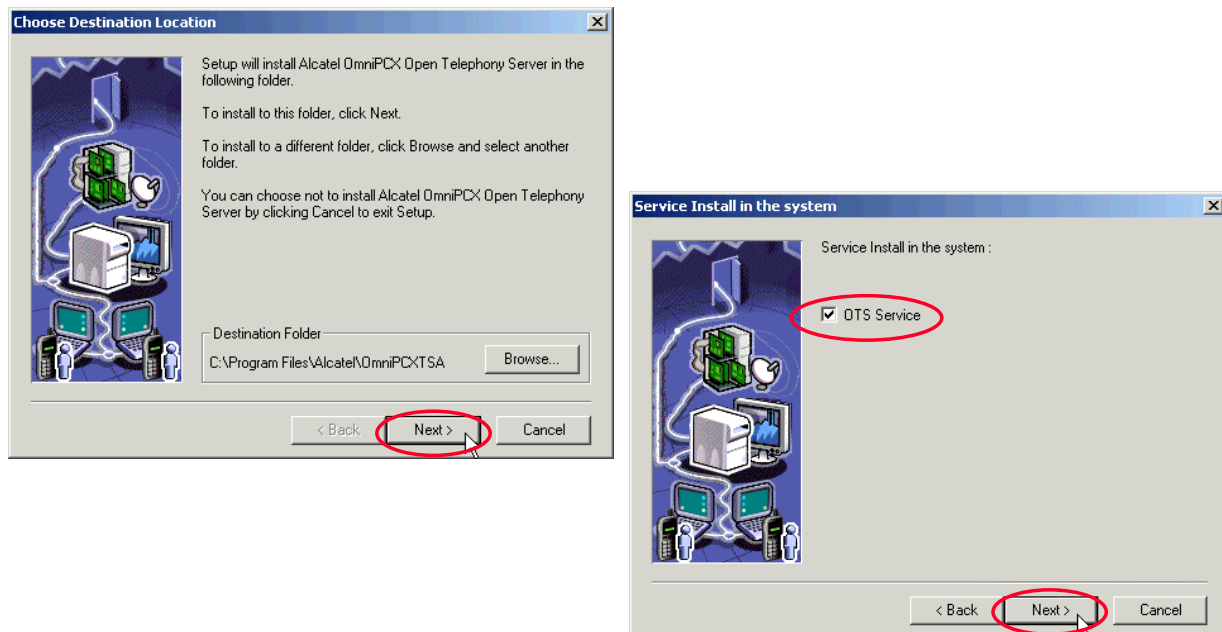 Choose Destination Location
Setup will install Alcatel OmniPCX Open Telephony Server in the
following folder.
To install to this folder, click Next.
To install to a different folder, click Browse and select another
folder.
You can choose not to install Alcatel OmniPCX Open Telephony
Server by clicking Cancel to exit Setup.
Destination Folder
C:\Program Files\Alcatel\OmniPCXTSA
Browse...
< Back
Next >
Cancel
Service Install in the system
Service Install in the system :
OTS Service
< Back
Next >
Cancel